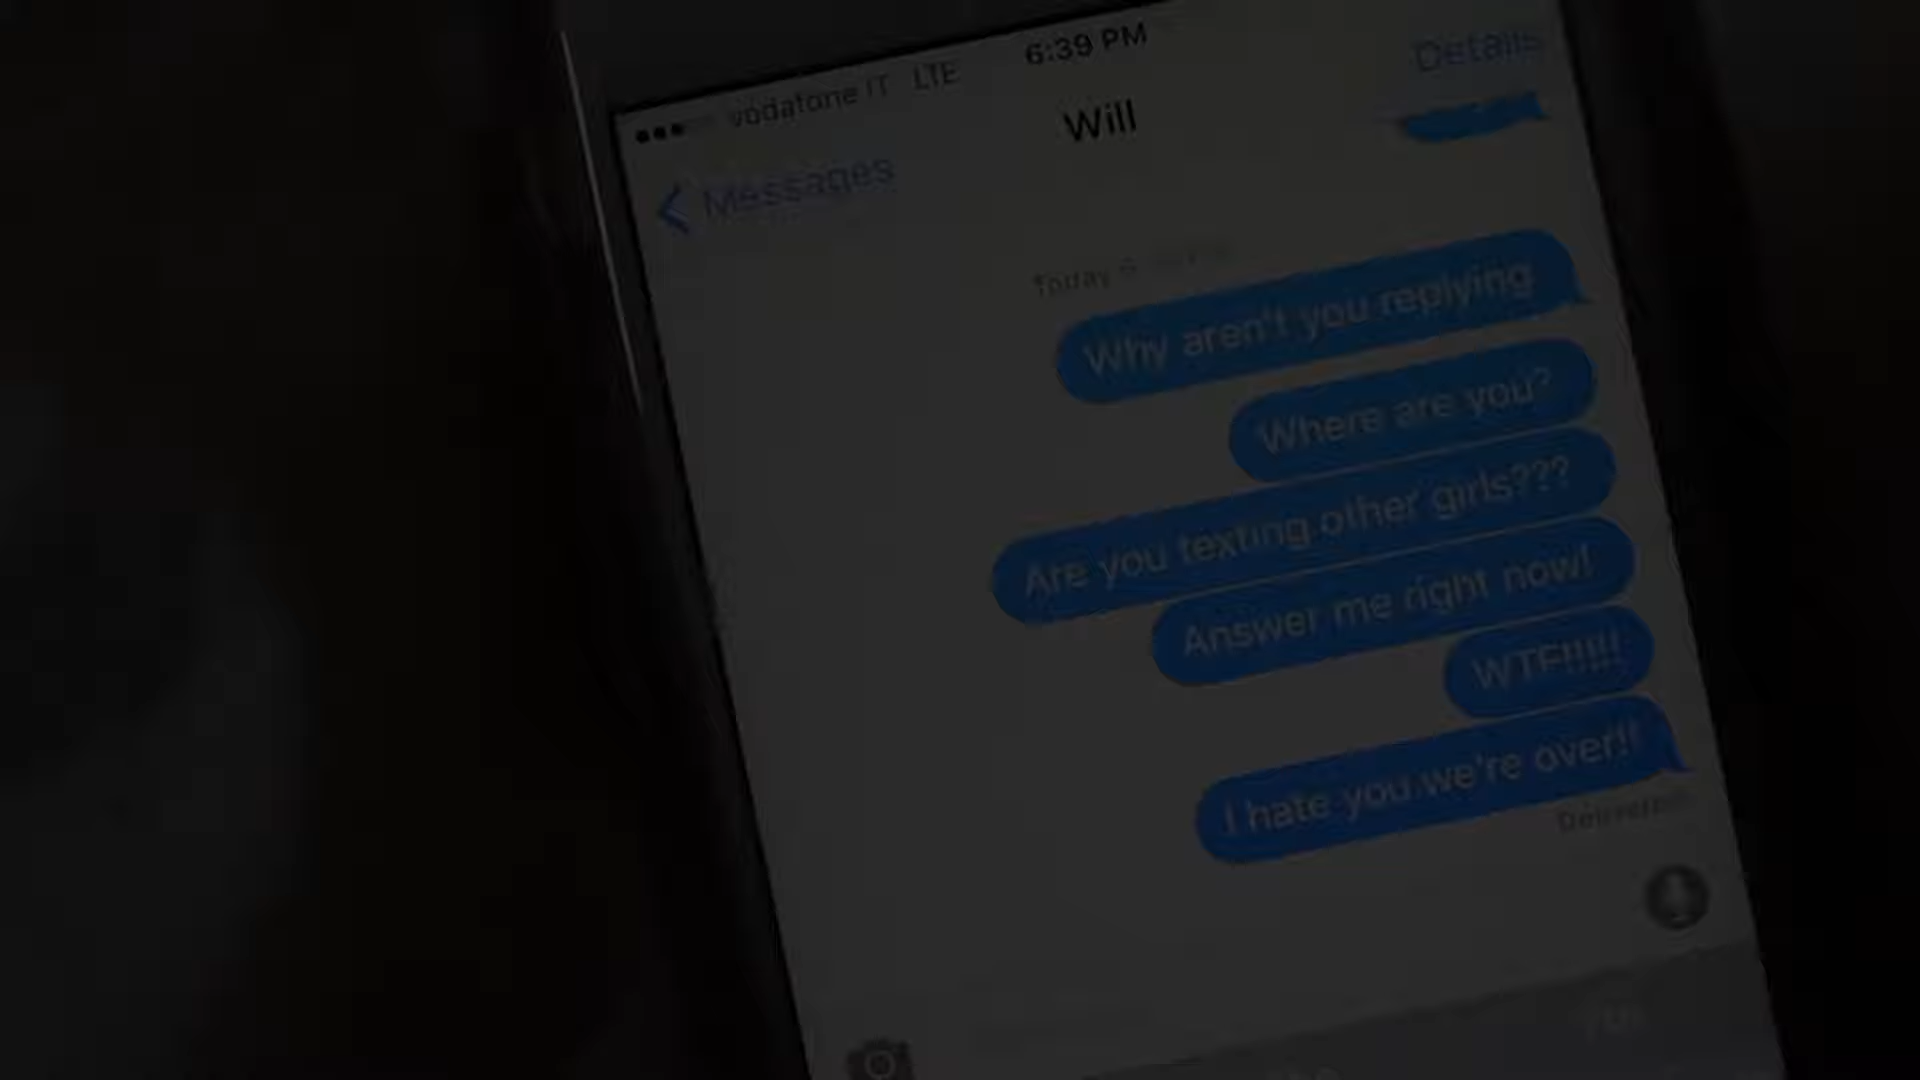 vodafone IT LTE 6:39 PM
Messages Will Details
Today
Why aren't you replying
Where are you?
Are you texting other girls???
Answer me right now!
WTF!!!!!
I hate you.we're over!!
Delivered